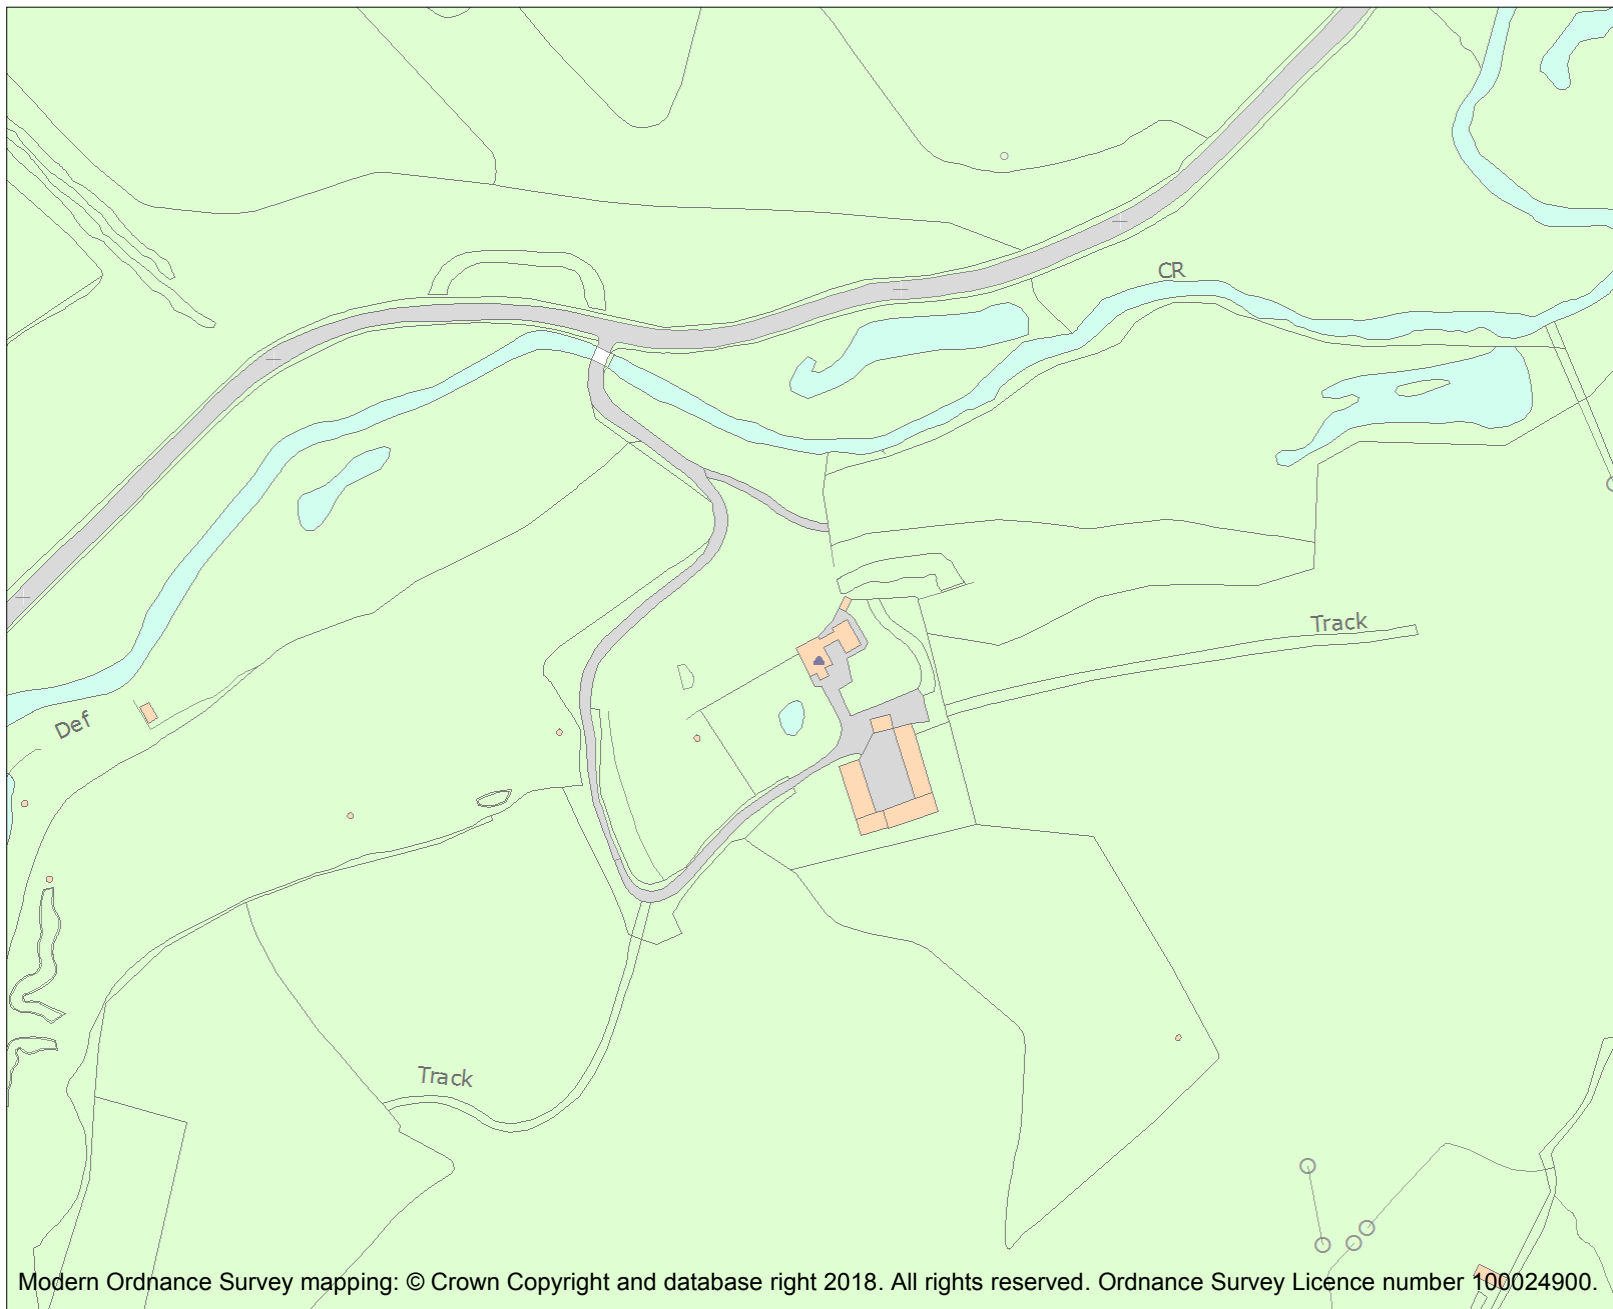 CR
Track
Def
Track
Modern Ordnance Survey mapping: © Crown Copyright and database right 2018. All rights reserved. Ordnance Survey Licence number 100024900.